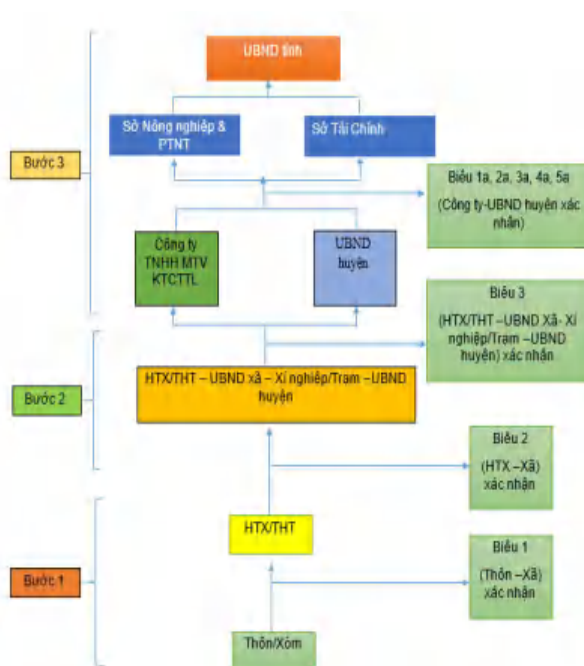 UBND tỉnh
Sở Nông nghiệp &
PTNT
Sở Tài Chính
Bước 3
Biểu 1a, 2a, 3a, 4a, 5a
(Công ty-UBND huyện xác
nhận)
Công ty
TNHH MTV
KTCTTL
UBND
huyện
Biểu 3
(HTX/THT –UBND Xã- Xí
nghiệp/Trạm –UBND
huyện) xác nhận
HTX/THT – UBND xã – Xí nghiệp/Trạm –UBND
huyện
Bước 2
Biểu 2
(HTX –Xã)
xác nhận
HTX/THT
Biểu 1
(Thôn –Xã)
xác nhận
Bước 1
Thôn/Xóm